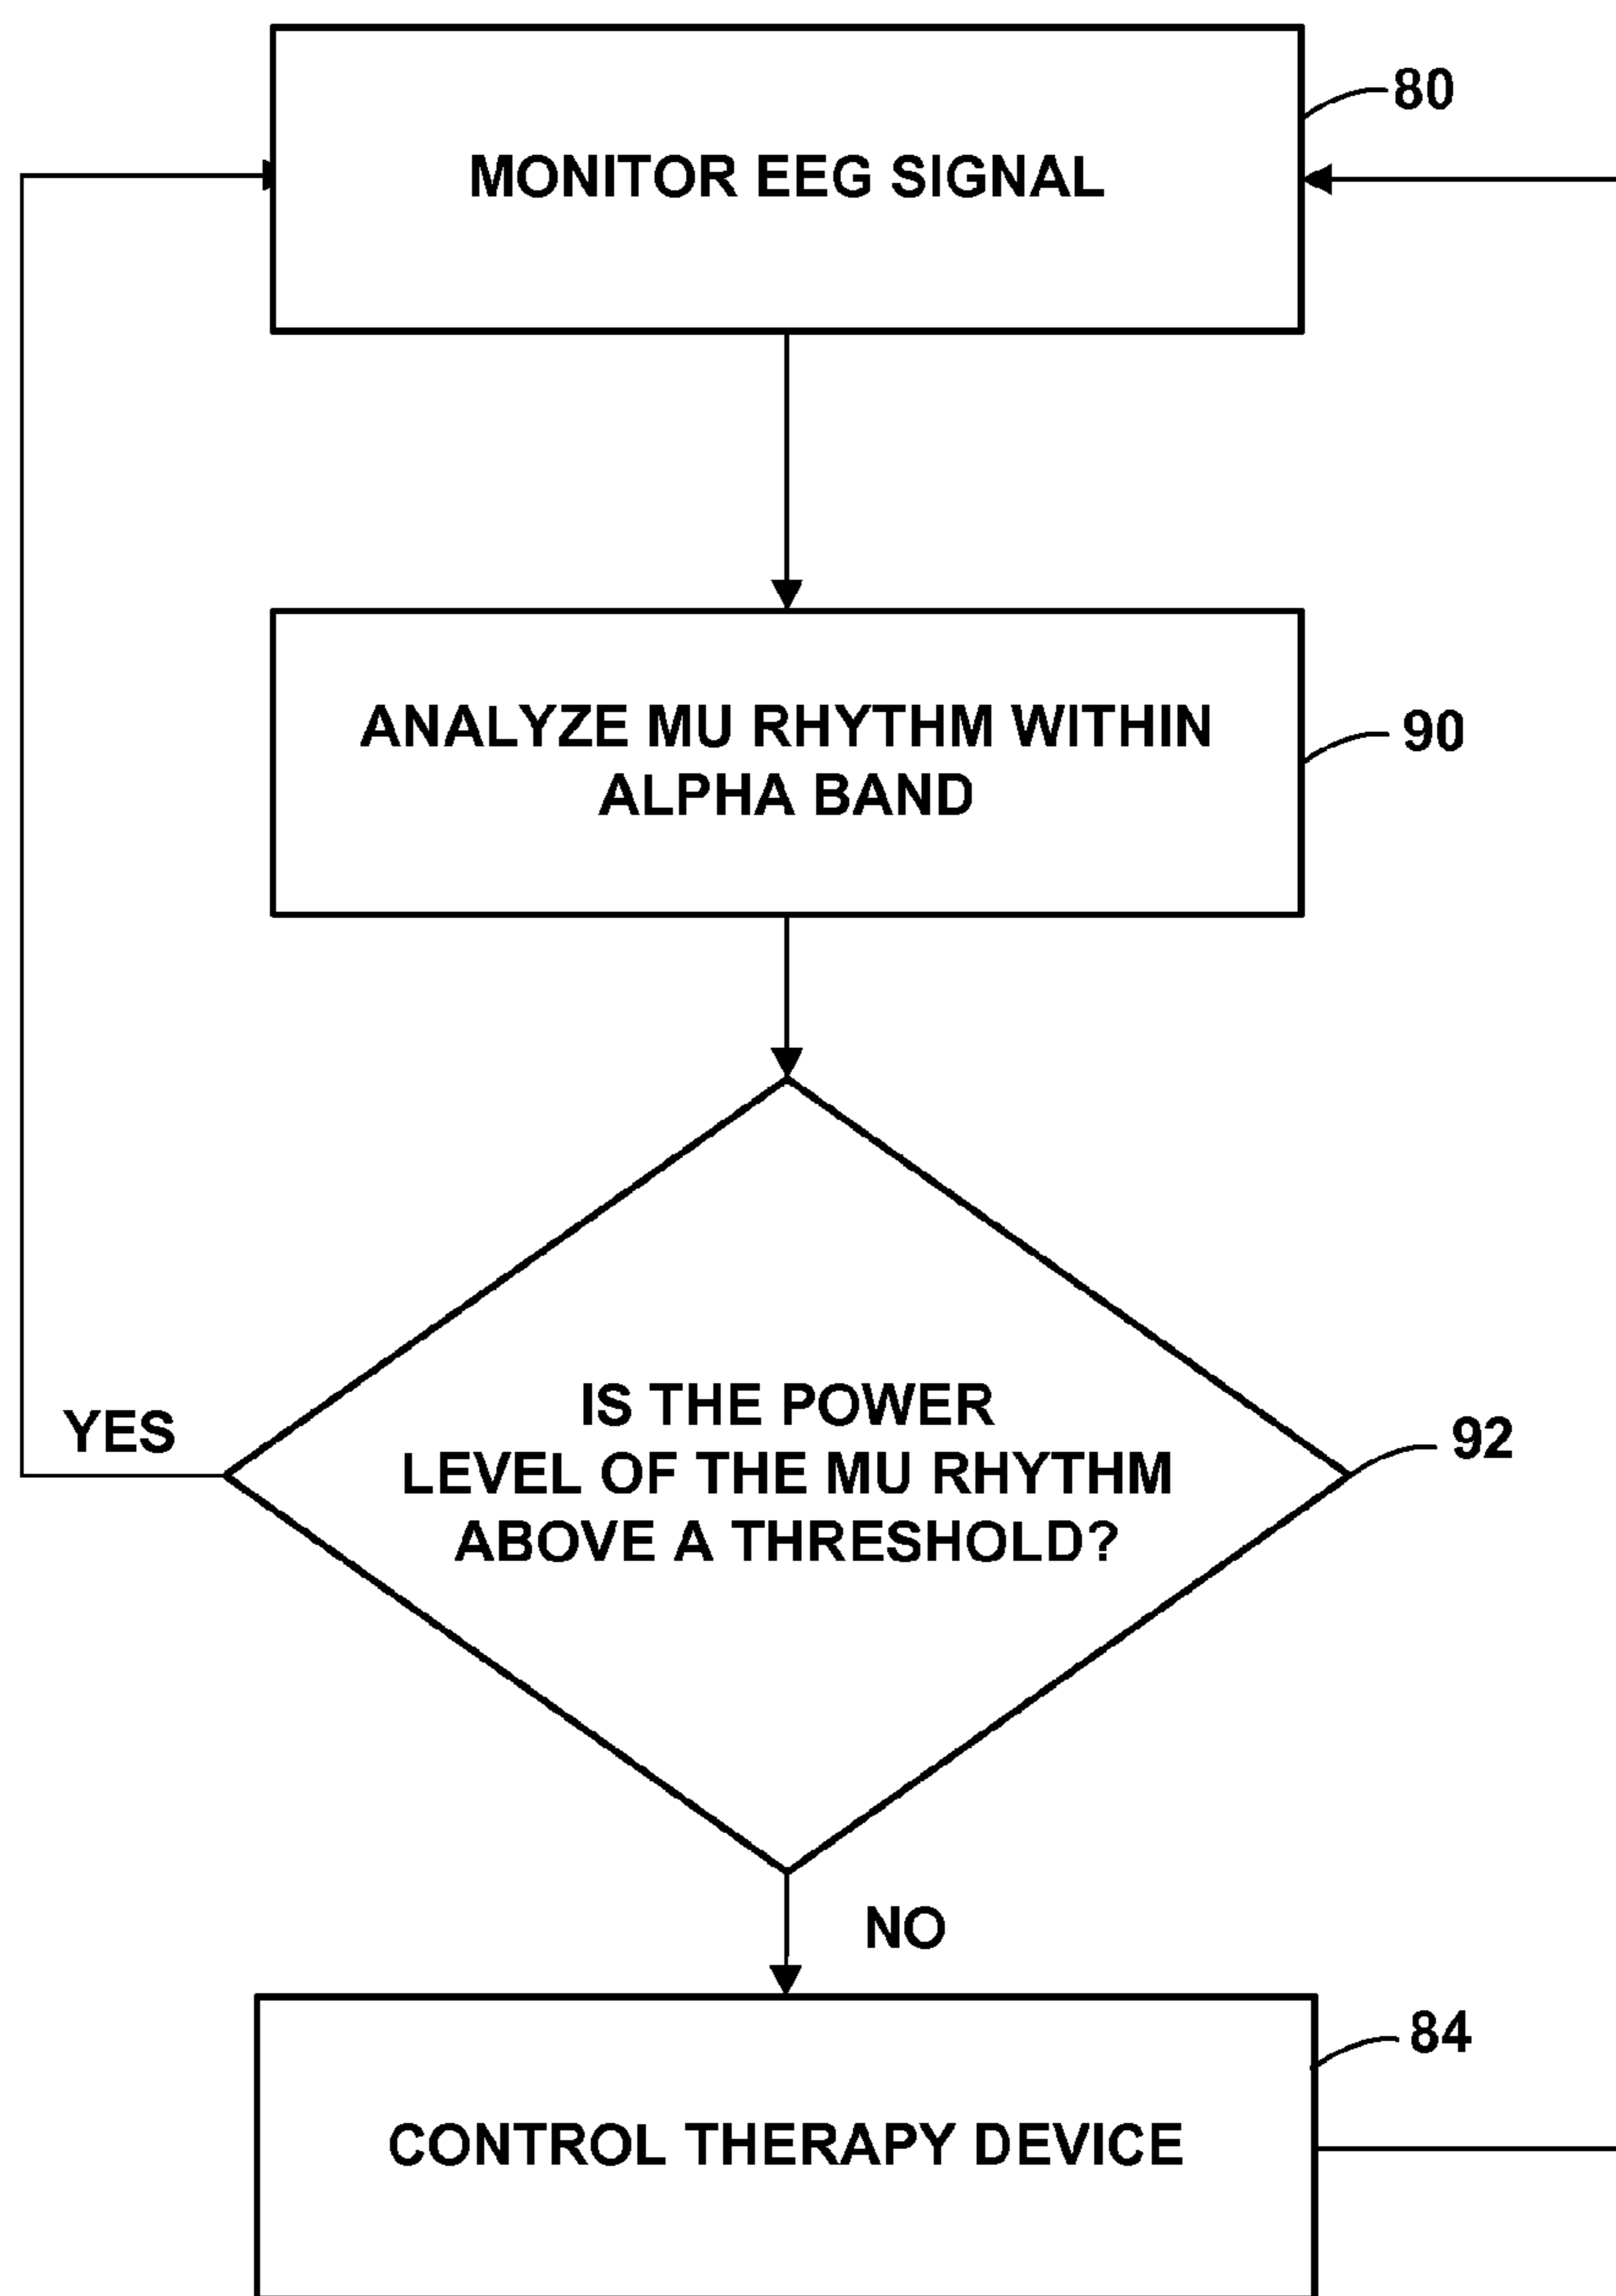 80
MONITOR EEG SIGNAL
ANALYZE MU RHYTHM WITHIN
ALPHA BAND
90
IS THE POWER
LEVEL OF THE MU RHYTHM
ABOVE A THRESHOLD?
YES
92
NO
84
CONTROL THERAPY DEVICE